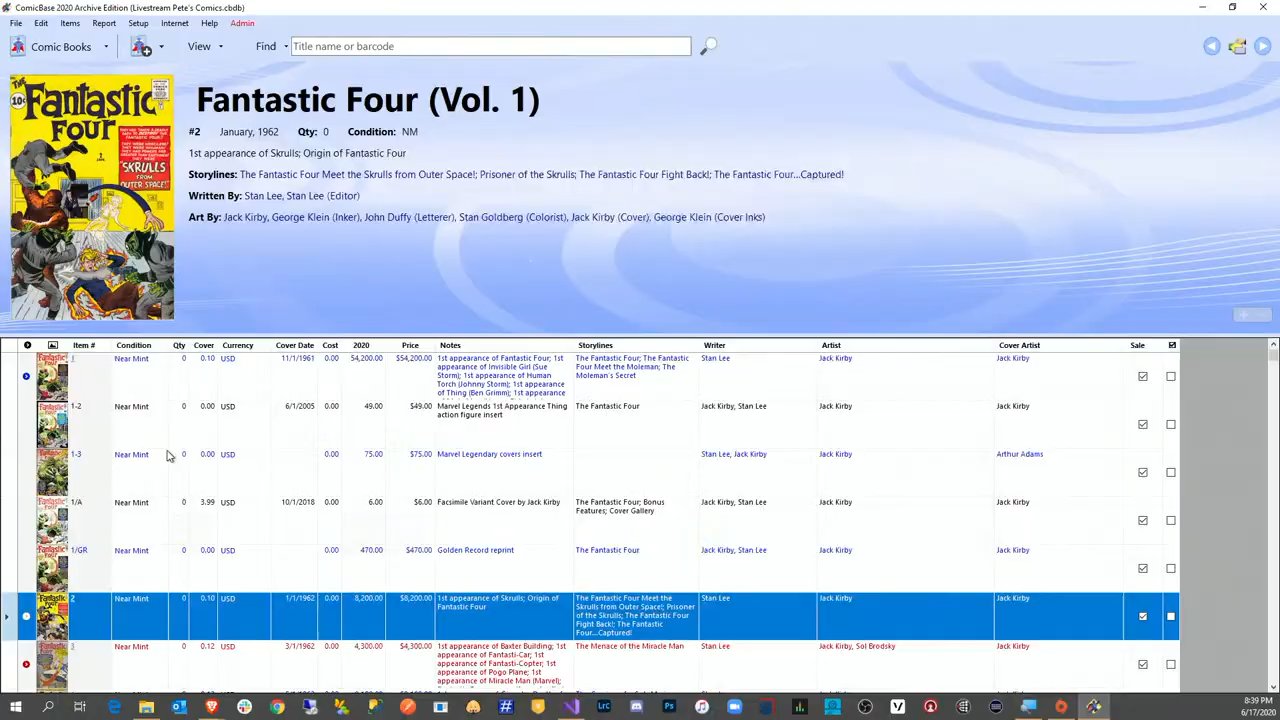 ComicBase 2020 Archive Edition (Livestream Pete's Comics.cbdb)
File Edit Items Report Setup Internet Help Admin
Comic Books View Find Title name or barcode
THE Fantastic Four
10¢
2 JAN.
"SKRULLS FROM OUTER SPACE!"
Fantastic Four (Vol. 1)
#2 January, 1962 Qty: 0 Condition: NM
1st appearance of Skrulls; Origin of Fantastic Four
Storylines: The Fantastic Four Meet the Skrulls from Outer Space!; Prisoner of the Skrulls; The Fantastic Four Fight Back!; The Fantastic Four...Captured!
Written By: Stan Lee, Stan Lee (Editor)
Art By: Jack Kirby, George Klein (Inker), John Duffy (Letterer), Stan Goldberg (Colorist), Jack Kirby (Cover), George Klein (Cover Inks)
Item # Condition Qty Cover Currency Cover Date Cost 2020 Price Notes Storylines Writer Artist Cover Artist Sale
1 Near Mint 0 0.10 USD 11/1/1961 0.00 54,200.00 $54,200.00 1st appearance of Fantastic Four; 1st The Fantastic Four; The Fantastic Stan Lee Jack Kirby Jack Kirby
appearance of Invisible Girl (Sue Four Meet the Moleman; The
Storm); 1st appearance of Human Moleman's Secret
Torch (Johnny Storm); 1st appearance
of Thing (Ben Grimm); 1st
1-2 Near Mint 0 0.00 USD 6/1/2005 0.00 49.00 $49.00 Marvel Legends 1st Appearance Thing The Fantastic Four Jack Kirby, Stan Lee Jack Kirby Jack Kirby
action figure insert
1-3 Near Mint 0 0.00 USD 0.00 75.00 $75.00 Marvel Legendary covers insert Stan Lee, Jack Kirby Jack Kirby Arthur Adams
1/A Near Mint 0 3.99 USD 10/1/2018 0.00 6.00 $6.00 Facsimile Variant Cover by Jack Kirby The Fantastic Four; Bonus Jack Kirby, Stan Lee Jack Kirby Jack Kirby
Features; Cover Gallery
1/GR Near Mint 0 0.00 USD 0.00 470.00 $470.00 Golden Record reprint The Fantastic Four Jack Kirby, Stan Lee Jack Kirby Jack Kirby
2 Near Mint 0 0.10 USD 1/1/1962 0.00 8,200.00 $8,200.00 1st appearance of Skrulls; Origin of The Fantastic Four Meet the Stan Lee Jack Kirby Jack Kirby
Fantastic Four Skrulls from Outer Space!; Prisoner
of the Skrulls; The Fantastic Four
Fight Back!; The Fantastic
Four...Captured!
3 Near Mint 0 0.12 USD 3/1/1962 0.00 4,300.00 $4,300.00 1st appearance of Baxter Building; 1st The Menace of the Miracle Man Stan Lee Jack Kirby, Sol Brodsky Jack Kirby
appearance of Fantasti-Car; 1st
appearance of Fantasti-Copter; 1st
appearance of Pogo Plane; 1st
appearance of Miracle Man (Marvel);
LrC Ps
8:39 PM
6/17/2020